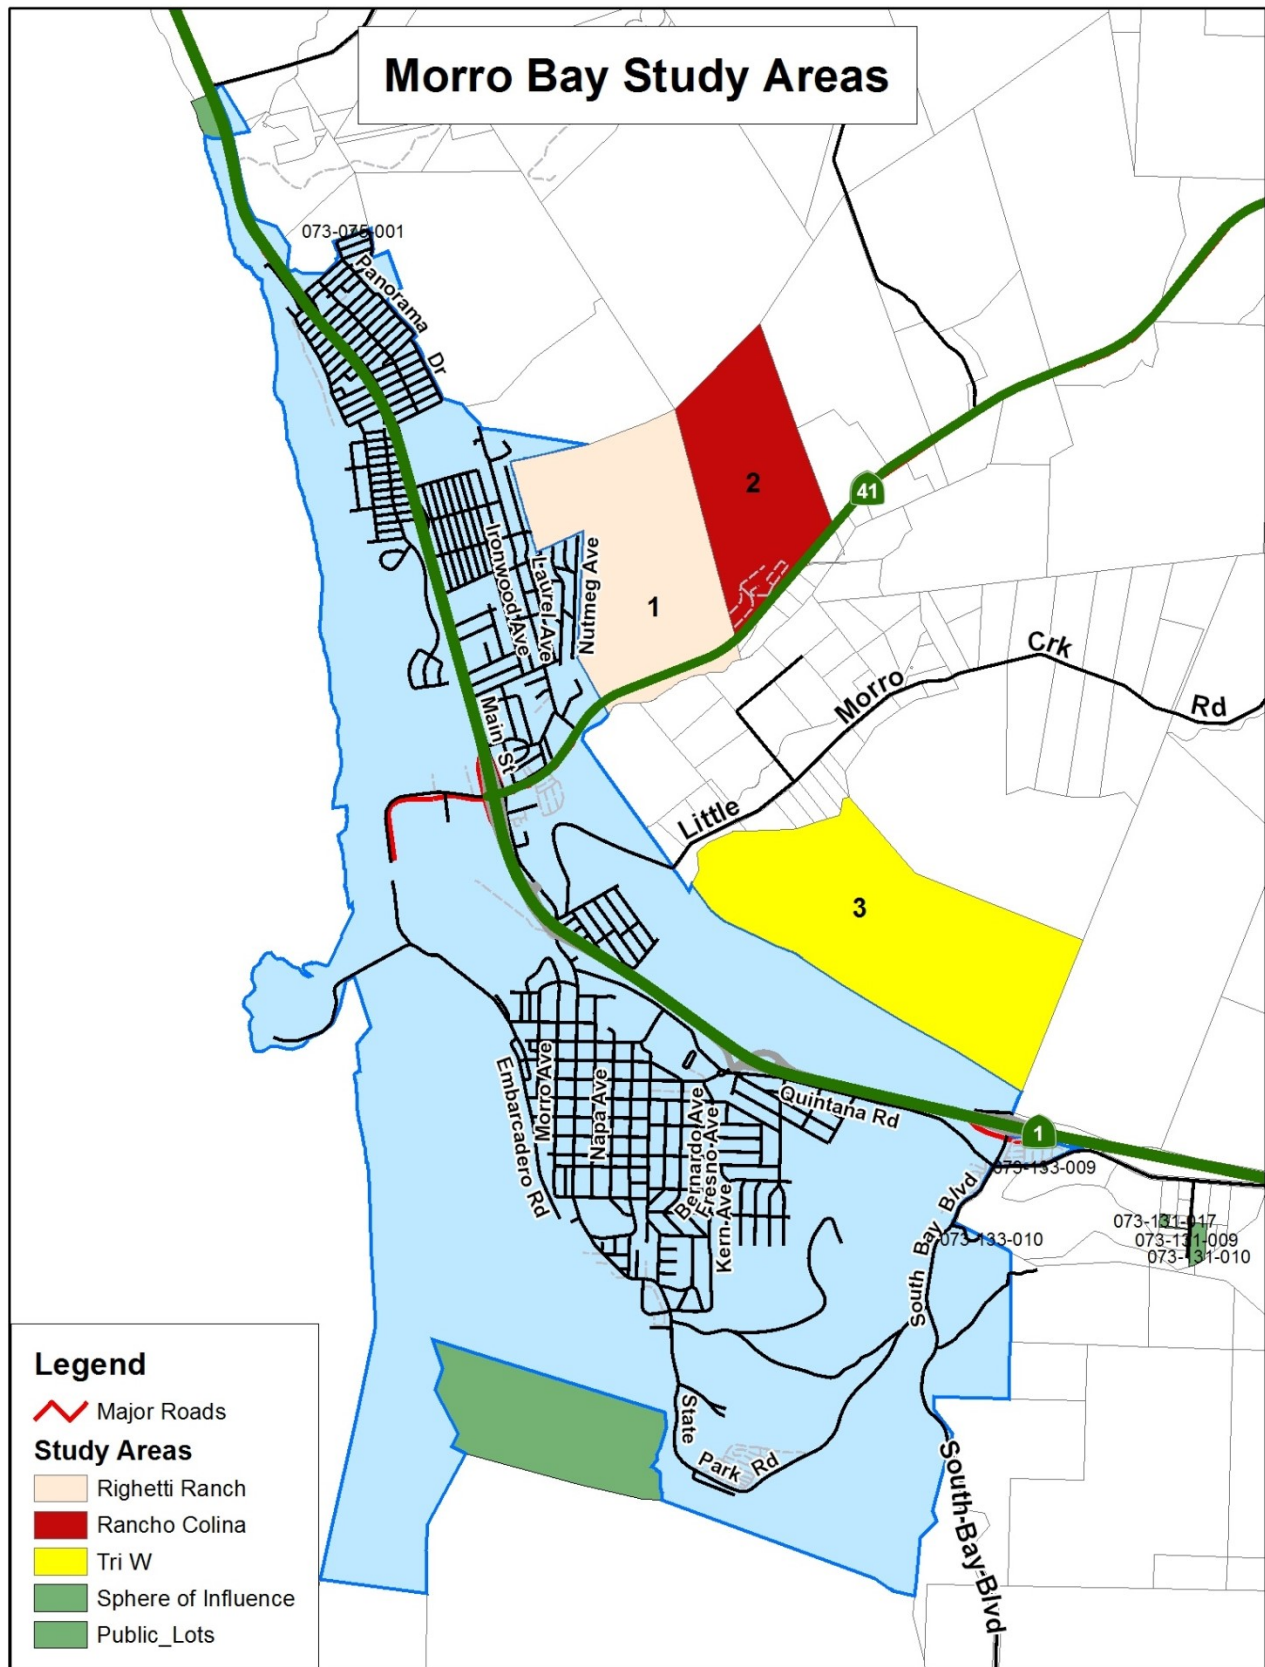 Morro Bay Study Areas
073-075-001
Panorama Dr
41
2
1
Ironwood Ave
Laurel Ave
Nutmeg Ave
Main St
Little Morro Crk Rd
3
Embarcadero Rd
Morro Ave
Napa Ave
Bernardo Ave
Fresno Ave
Kern Ave
Quintana Rd
1
073-133-009
073-131-017
073-131-009
073-131-010
073-133-010
South Bay Blvd
State Park Rd
South-Bay-Blvd
Legend
Major Roads
Study Areas
Righetti Ranch
Rancho Colina
Tri W
Sphere of Influence
Public_Lots